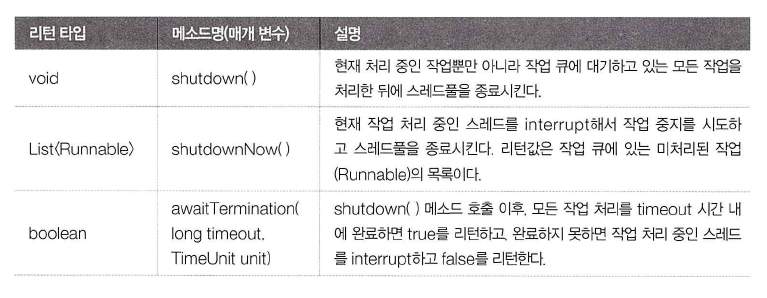 리턴 타입 메소드명(매개 변수) 설명
void shutdown( ) 현재 처리 중인 작업뿐만 아니라 작업 큐에 대기하고 있는 모든 작업을
처리한 뒤에 스레드풀을 종료시킨다.
List〈Runnable〉 shutdownNow( ) 현재 작업 처리 중인 스레드를 interrupt해서 작업 중지를 시도하
고 스레드풀을 종료시킨다. 리턴값은 작업 큐에 있는 미처리된 작업
(Runnable)의 목록이다.
boolean
awaitTermination(
long timeout,
TimeUnit unit)
shutdown( ) 메소드 호출 이후, 모든 작업 처리를 timeout 시간 내
에 완료하면 true를 리턴하고, 완료하지 못하면 작업 처리 중인 스레드
를 interrupt하고 false를 리턴한다.